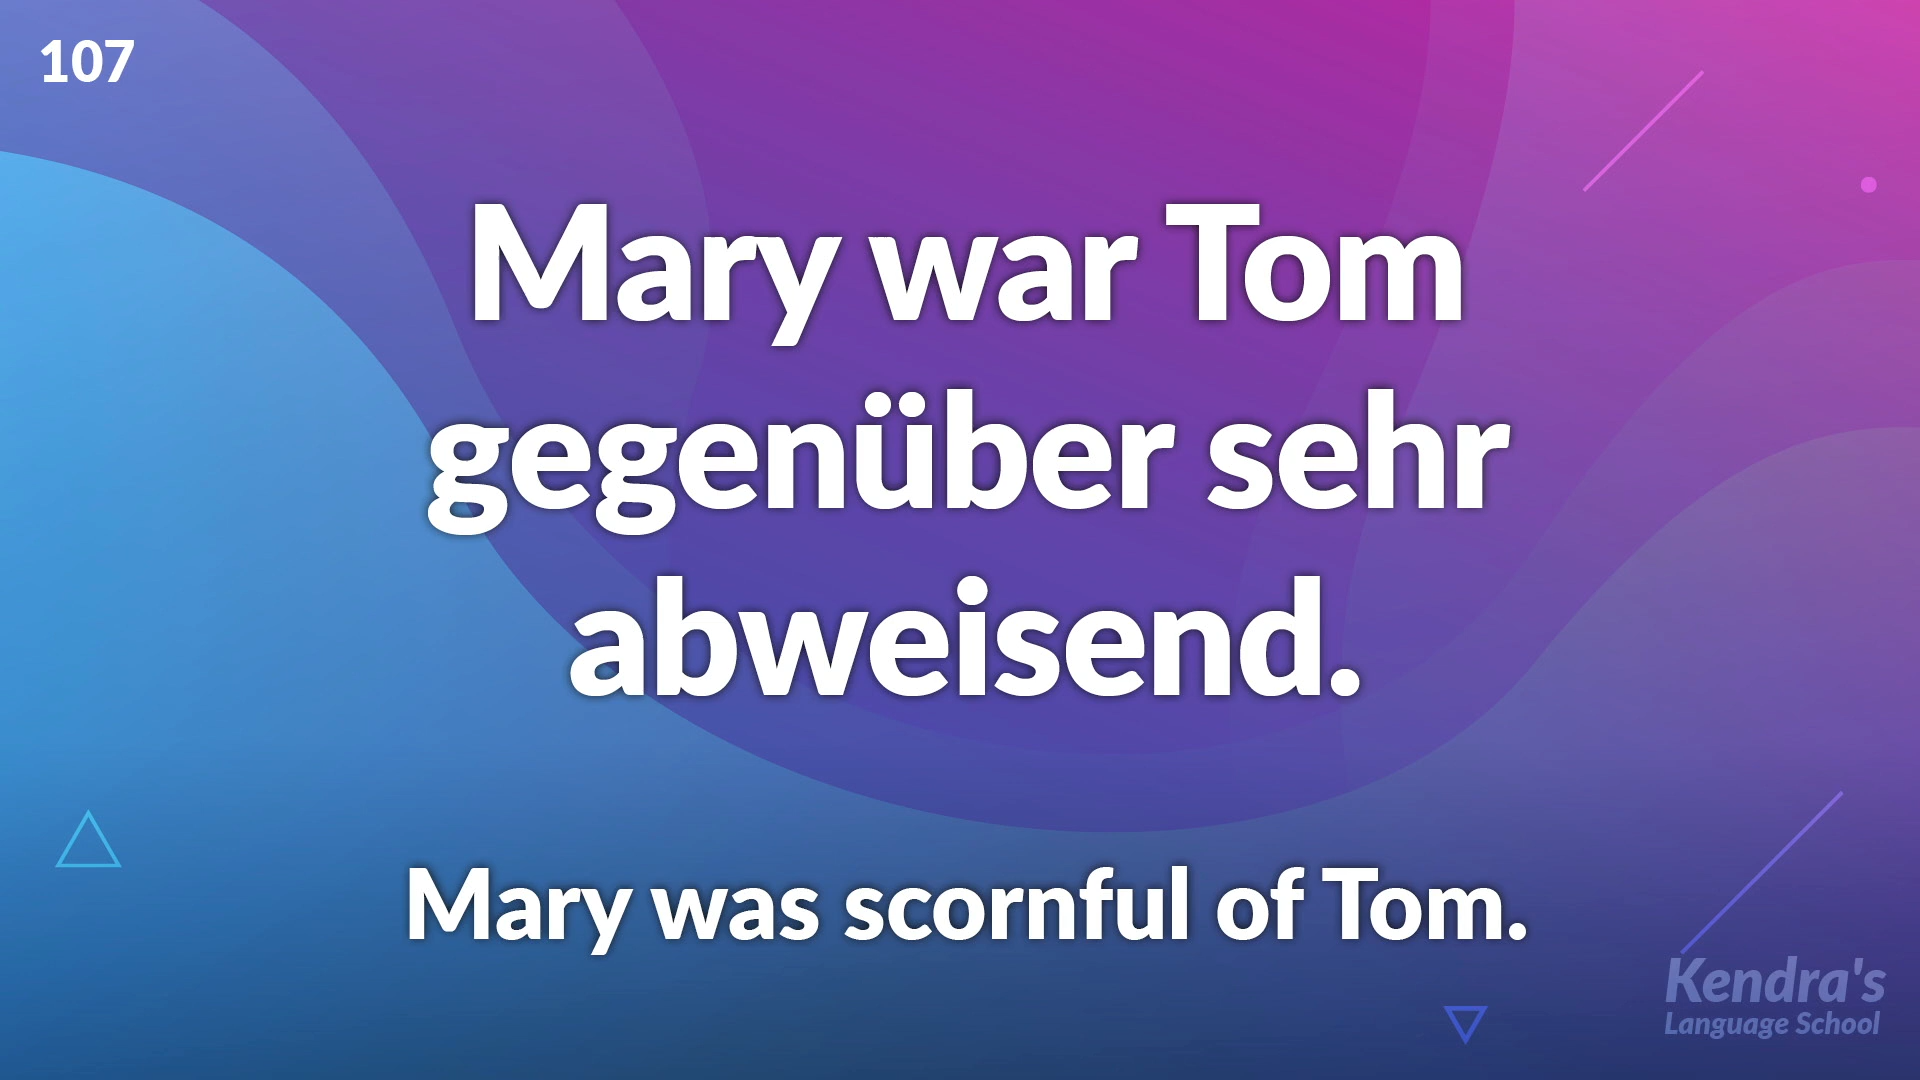 107
Mary war Tom
gegenüber sehr
abweisend.
Mary was scornful of Tom.
Kendra's
Language School